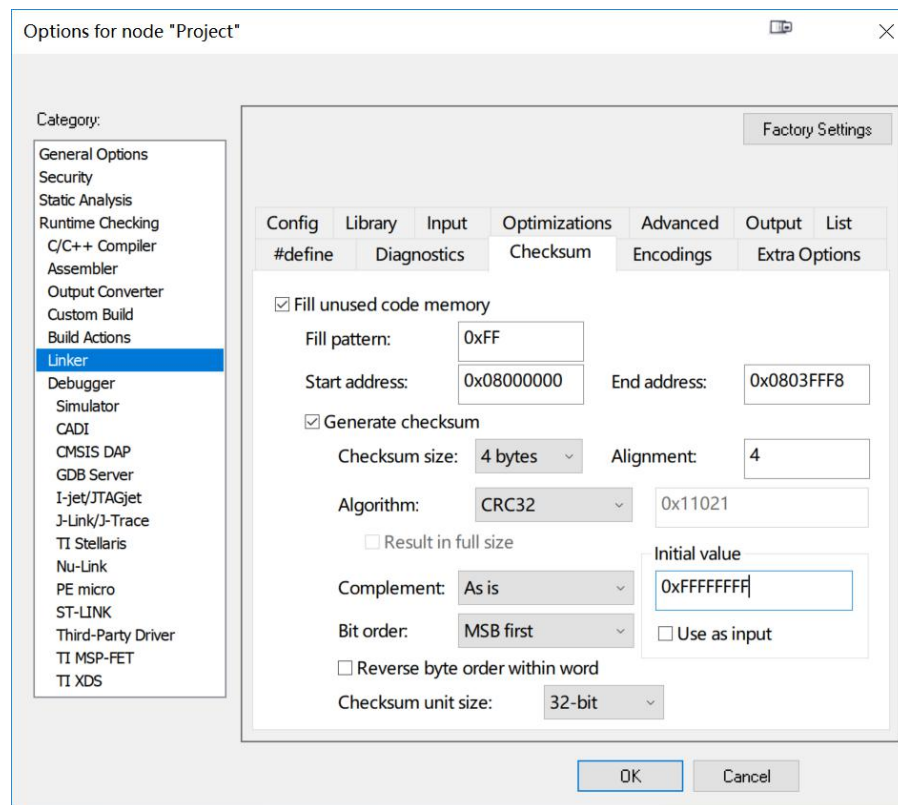 Options for node "Project"
Category:
General Options
Security
Static Analysis
Runtime Checking
C/C++ Compiler
Assembler
Output Converter
Custom Build
Build Actions
Linker
Debugger
Simulator
CADI
CMSIS DAP
GDB Server
I-jet/JTAGjet
J-Link/J-Trace
TI Stellaris
Nu-Link
PE micro
ST-LINK
Third-Party Driver
TI MSP-FET
TI XDS
Factory Settings
Config Library Input Optimizations Advanced Output List
#define Diagnostics Checksum Encodings Extra Options
Fill unused code memory
Fill pattern: 0xFF
Start address: 0x08000000 End address: 0x0803FFF8
Generate checksum
Checksum size: 4 bytes Alignment: 4
Algorithm: CRC32 0x11021
Result in full size
Initial value
Complement: As is 0xFFFFFFFF
Bit order: MSB first Use as input
Reverse byte order within word
Checksum unit size: 32-bit
OK Cancel